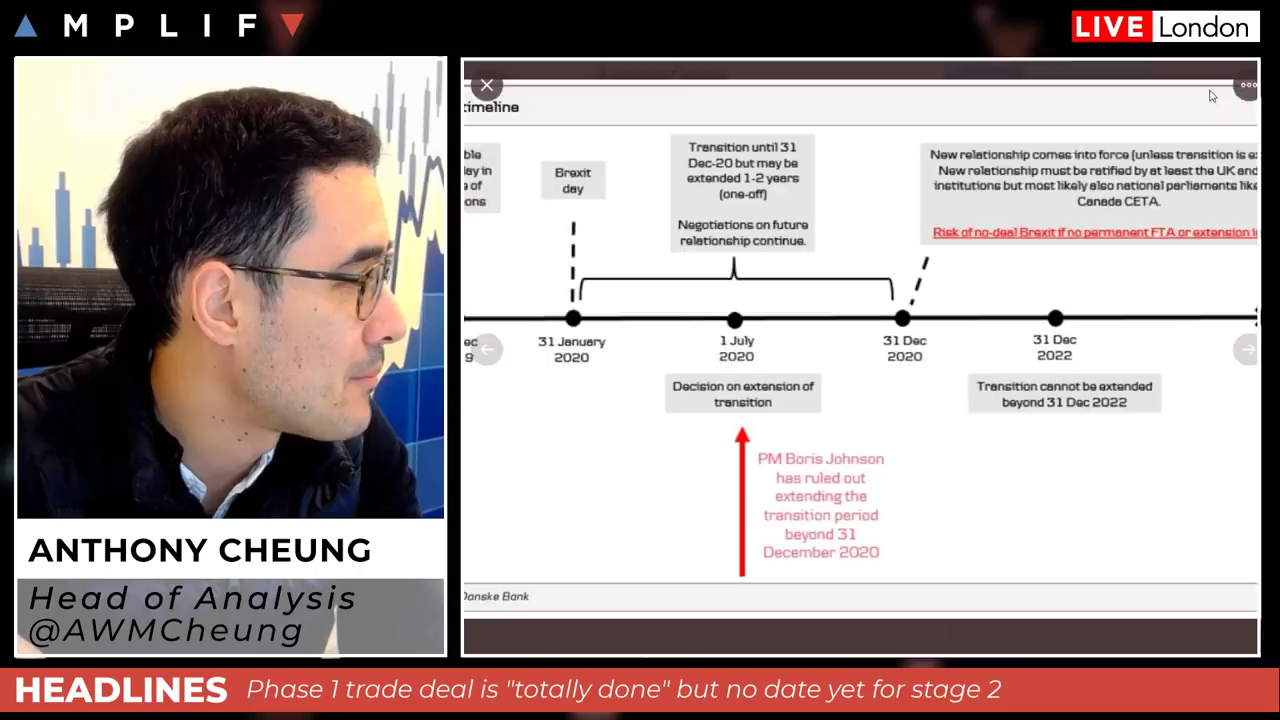 AMPLIFY
LIVE London
timeline
Brexit
day
Transition until 31
Dec-20 but may be
extended 1-2 years
(one-off)
Negotiations on future
relationship continue.
New relationship comes into force (unless transition is
New relationship must be ratified by at least the UK and
institutions but most likely also national parliaments like
Canada CETA.
Risk of no-deal Brexit if no permanent FTA or extension
31 January
2020
1 July
2020
31 Dec
2020
31 Dec
2022
Decision on extension of
transition
Transition cannot be extended
beyond 31 Dec 2022
PM Boris Johnson
has ruled out
extending the
transition period
beyond 31
December 2020
Danske Bank
ANTHONY CHEUNG
Head of Analysis
@AWMCheung
HEADLINES Phase 1 trade deal is "totally done" but no date yet for stage 2